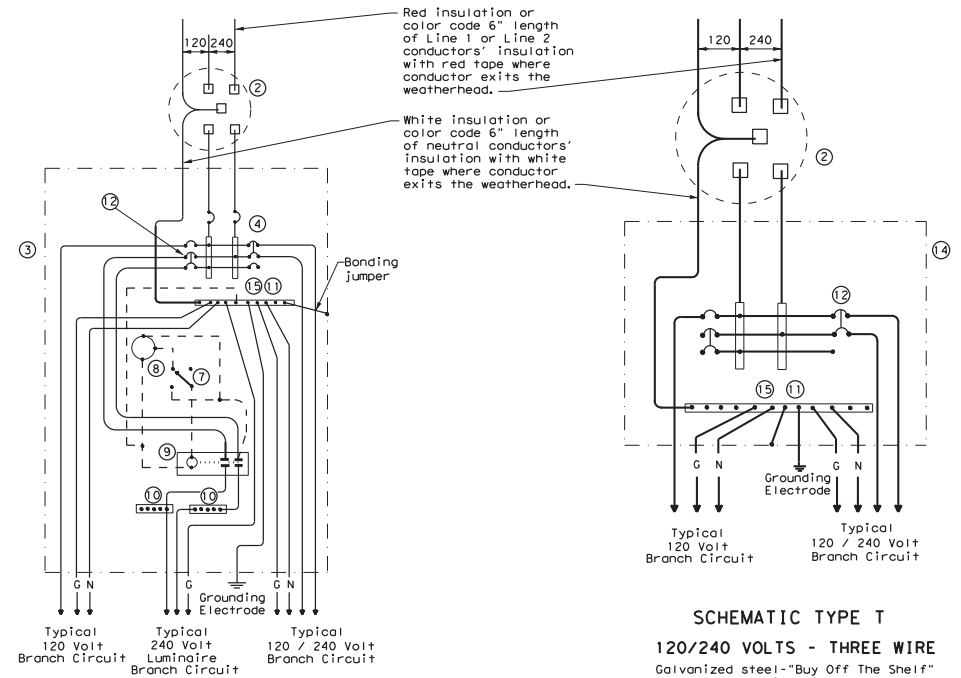 Red insulation or
color code 6" length
of Line 1 or Line 2
conductors' insulation
with red tape where
conductor exits the
weatherhead.
120 240
120 240
2
White insulation or
color code 6" length
of neutral conductors'
insulation with white
tape where conductor
exits the weatherhead.
2
12
4
3
14
Bonding
jumper
15 11
12
8
7
15 11
9
G N
G N
10 10
Grounding
Electrode
Typical
120 Volt
Branch Circuit
Typical
120 / 240 Volt
Branch Circuit
G N
G
G N
Grounding
Electrode
Typical
120 Volt
Branch Circuit
Typical
240 Volt
Luminaire
Branch Circuit
Typical
120 / 240 Volt
Branch Circuit
SCHEMATIC TYPE T
120/240 VOLTS - THREE WIRE
Galvanized steel-"Buy Off The Shelf"